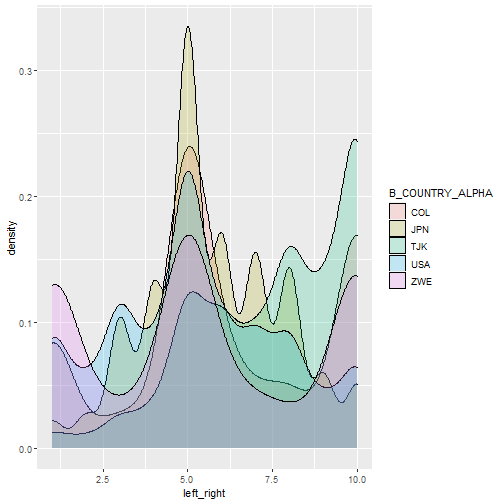 0.3
0.2
0.1
0.0
density
2.5
5.0
7.5
10.0
left_right
B_COUNTRY_ALPHA
COL
JPN
TJK
USA
ZWE